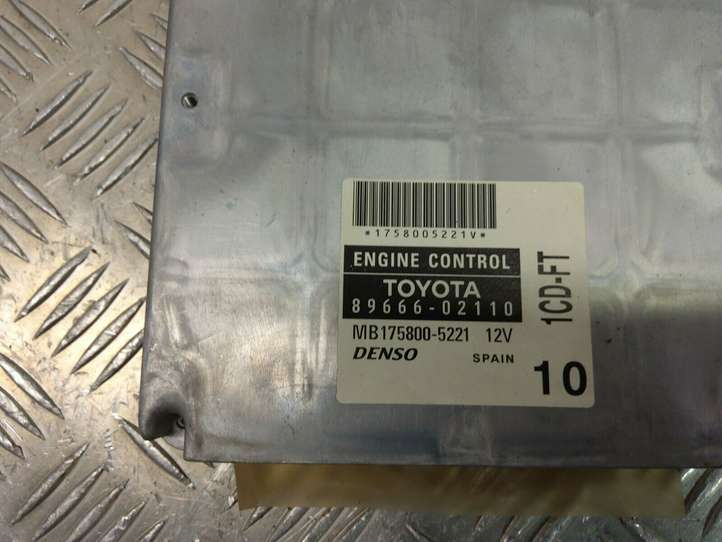 *1758005221V*
ENGINE CONTROL
TOYOTA
89666-02110
MB175800-5221 12V
DENSO SPAIN
1CD-FT
10